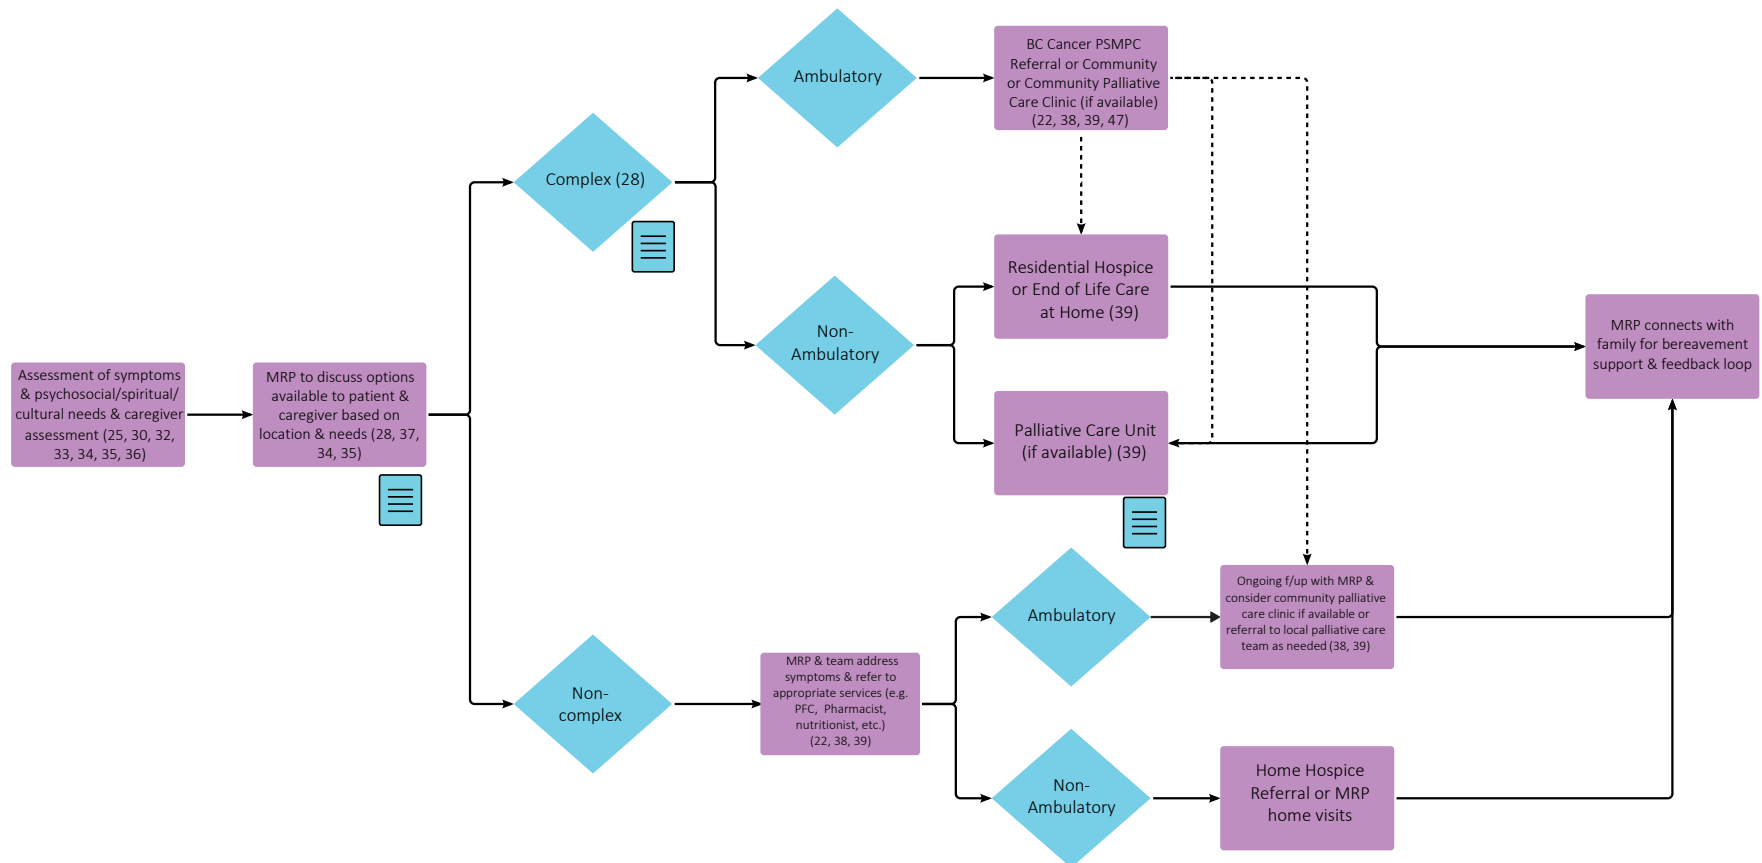 Assessment of symptoms
& psychosocial/spiritual/
cultural needs & caregiver
assessment (25, 30, 32,
33, 34, 35, 36)
MRP to discuss options
available to patient &
caregiver based on
location & needs (28, 37,
34, 35)
Complex (28)
Ambulatory
BC Cancer PSMPC
Referral or Community
or Community Palliative
Care Clinic (if available)
(22, 38, 39, 47)
Non-
Ambulatory
Residential Hospice
or End of Life Care
at Home (39)
Palliative Care Unit
(if available) (39)
MRP connects with
family for bereavement
support & feedback loop
Non-
complex
MRP & team address
symptoms & refer to
appropriate services (e.g.
PFC, Pharmacist,
nutritionist, etc.)
(22, 38, 39)
Ambulatory
Ongoing f/up with MRP &
consider community palliative
care clinic if available or
referral to local palliative care
team as needed (38, 39)
Non-
Ambulatory
Home Hospice
Referral or MRP
home visits